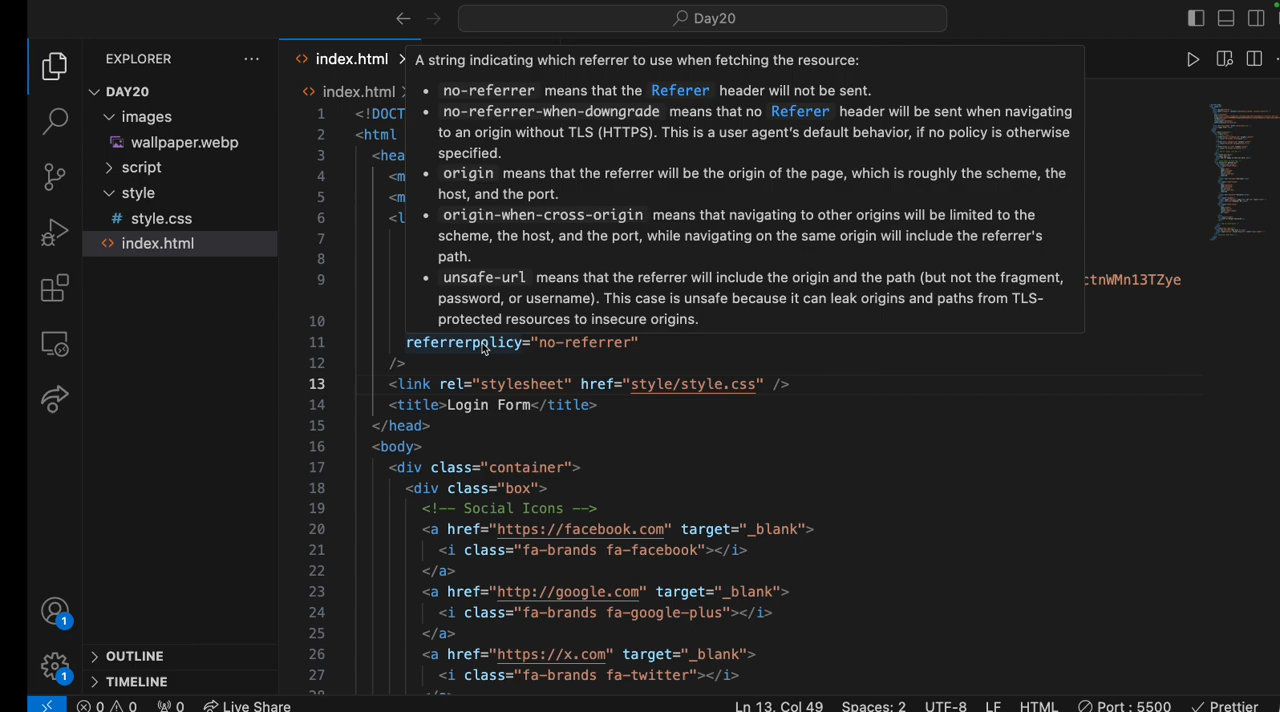 Day20
EXPLORER
DAY20
images
wallpaper.webp
script
style
# style.css
index.html
OUTLINE
TIMELINE
1
1
index.html
index.html
A string indicating which referrer to use when fetching the resource:
• no-referrer means that the Referer header will not be sent.
• no-referrer-when-downgrade means that no Referer header will be sent when navigating
to an origin without TLS (HTTPS). This is a user agent's default behavior, if no policy is otherwise
specified.
• origin means that the referrer will be the origin of the page, which is roughly the scheme, the
host, and the port.
• origin-when-cross-origin means that navigating to other origins will be limited to the
scheme, the host, and the port, while navigating on the same origin will include the referrer's
path.
• unsafe-url means that the referrer will include the origin and the path (but not the fragment,
password, or username). This case is unsafe because it can leak origins and paths from TLS-
protected resources to insecure origins.
1 <!DOCT
2 <html
3 <hea
4 <m
5 <m
6 <l
7
8
9 ctnWMn13TZye
10
11 referrerpolicy="no-referrer"
12 />
13 <link rel="stylesheet" href="style/style.css" />
14 <title>Login Form</title>
15 </head>
16 <body>
17 <div class="container">
18 <div class="box">
19 <!-- Social Icons -->
20 <a href="https://facebook.com" target="_blank">
21 <i class="fa-brands fa-facebook"></i>
22 </a>
23 <a href="http://google.com" target="_blank">
24 <i class="fa-brands fa-google-plus"></i>
25 </a>
26 <a href="https://x.com" target="_blank">
27 <i class="fa-brands fa-twitter"></i>
0 0 0 Live Share Ln 13, Col 49 Spaces: 2 UTF-8 LF HTML Port : 5500 Prettier